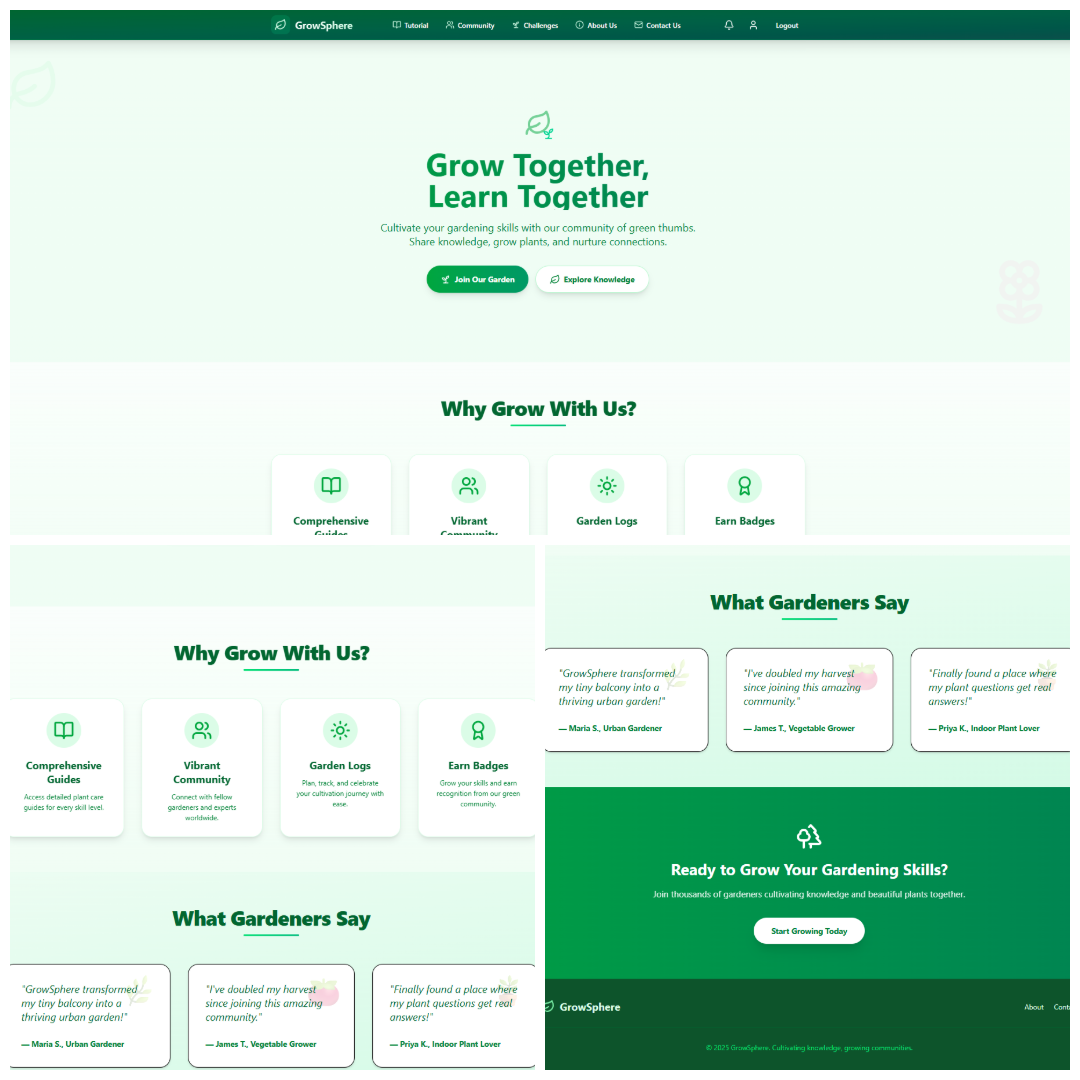 GrowSphere
Tutorial
Community
Challenges
About Us
Contact Us
Logout
Grow Together,
Learn Together
Cultivate your gardening skills with our community of green thumbs.
Share knowledge, grow plants, and nurture connections.
Join Our Garden
Explore Knowledge
Why Grow With Us?
Comprehensive
Guides
Vibrant
Community
Garden Logs
Earn Badges
Why Grow With Us?
Comprehensive
Guides
Access detailed plant care
guides for every skill level.
Vibrant
Community
Connect with fellow
gardeners and experts
worldwide.
Garden Logs
Plan, track, and celebrate
your cultivation journey with
ease.
Earn Badges
Grow your skills and earn
recognition from our green
community.
What Gardeners Say
"GrowSphere transformed
my tiny balcony into a
thriving urban garden!"
— Maria S., Urban Gardener
"I've doubled my harvest
since joining this amazing
community."
— James T., Vegetable Grower
"Finally found a place where
my plant questions get real
answers!"
— Priya K., Indoor Plant Lover
What Gardeners Say
"GrowSphere transformed
my tiny balcony into a
thriving urban garden!"
— Maria S., Urban Gardener
"I've doubled my harvest
since joining this amazing
community."
— James T., Vegetable Grower
"Finally found a place where
my plant questions get real
answers!"
— Priya K., Indoor Plant Lover
Ready to Grow Your Gardening Skills?
Join thousands of gardeners cultivating knowledge and beautiful plants together.
Start Growing Today
GrowSphere
About
© 2025 GrowSphere. Cultivating knowledge, growing communities.